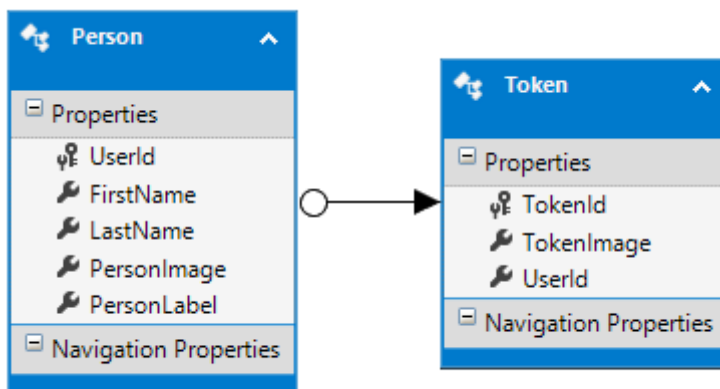 Person
Properties
UserId
FirstName
LastName
PersonImage
PersonLabel
Navigation Properties
Token
Properties
TokenId
TokenImage
UserId
Navigation Properties